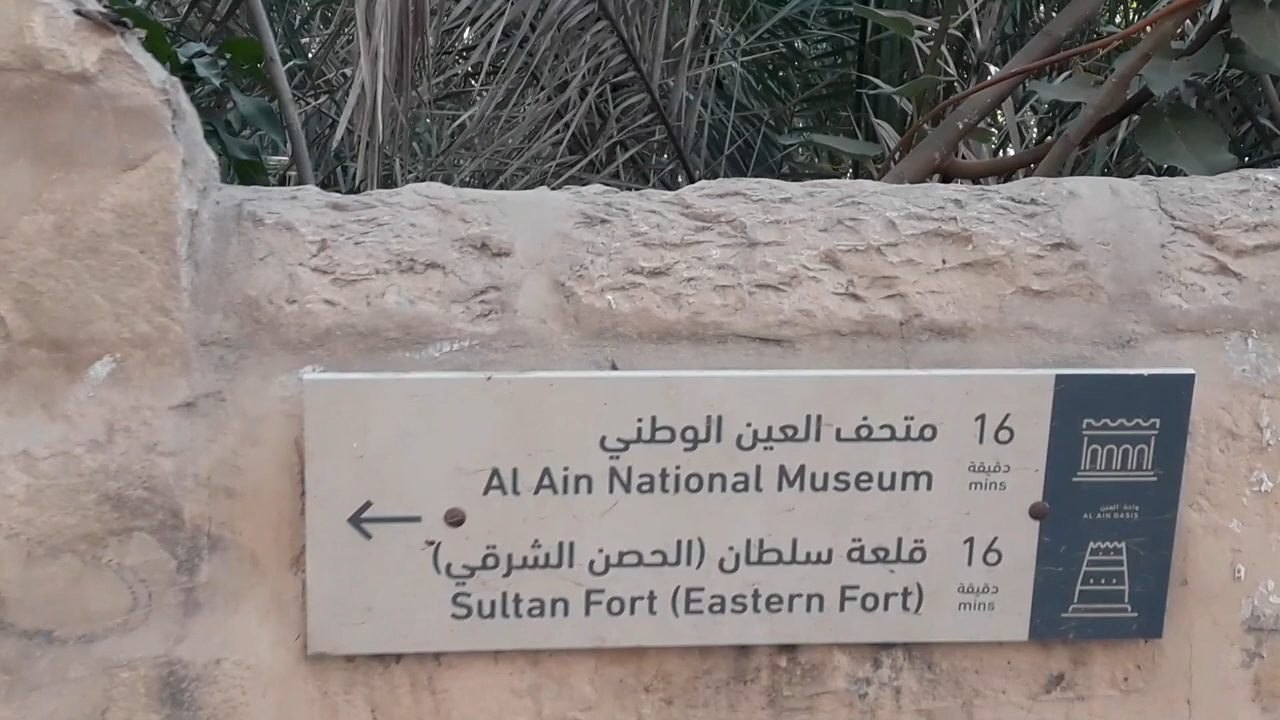 متحف العين الوطني 16
دقيقة
Al Ain National Museum mins
قلعة سلطان (الحصن الشرقي) 16
دقيقة
Sultan Fort (Eastern Fort) mins
واحة العين
AL AIN OASIS